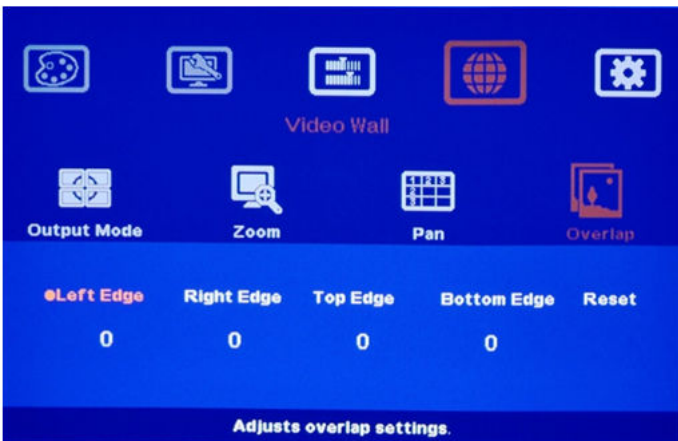 Video Wall
Output Mode Zoom Pan Overlap
Left Edge Right Edge Top Edge Bottom Edge Reset
0 0 0 0
Adjusts overlap settings.